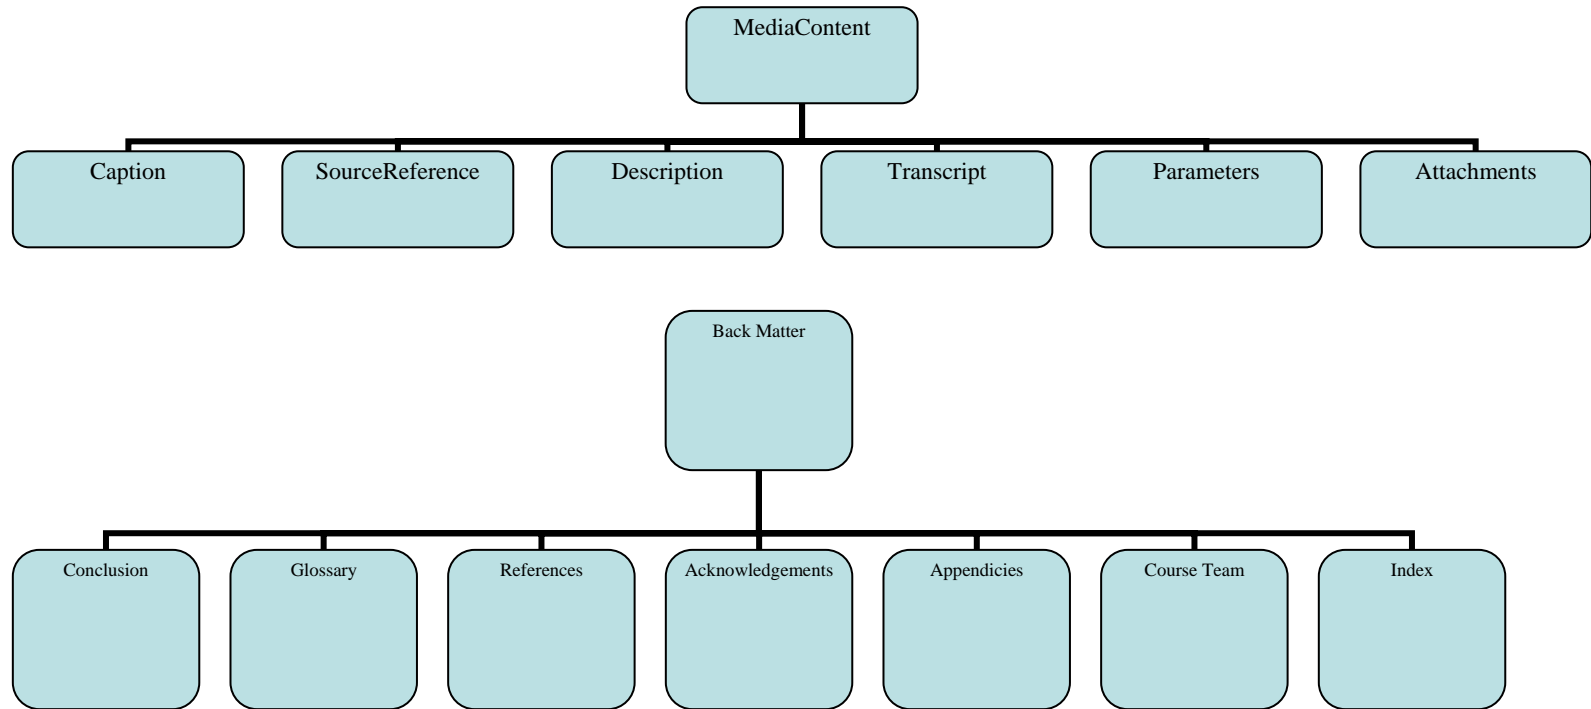 MediaContent
Caption
SourceReference
Description
Transcript
Parameters
Attachments
Back Matter
Conclusion
Glossary
References
Acknowledgements
Appendicies
Course Team
Index